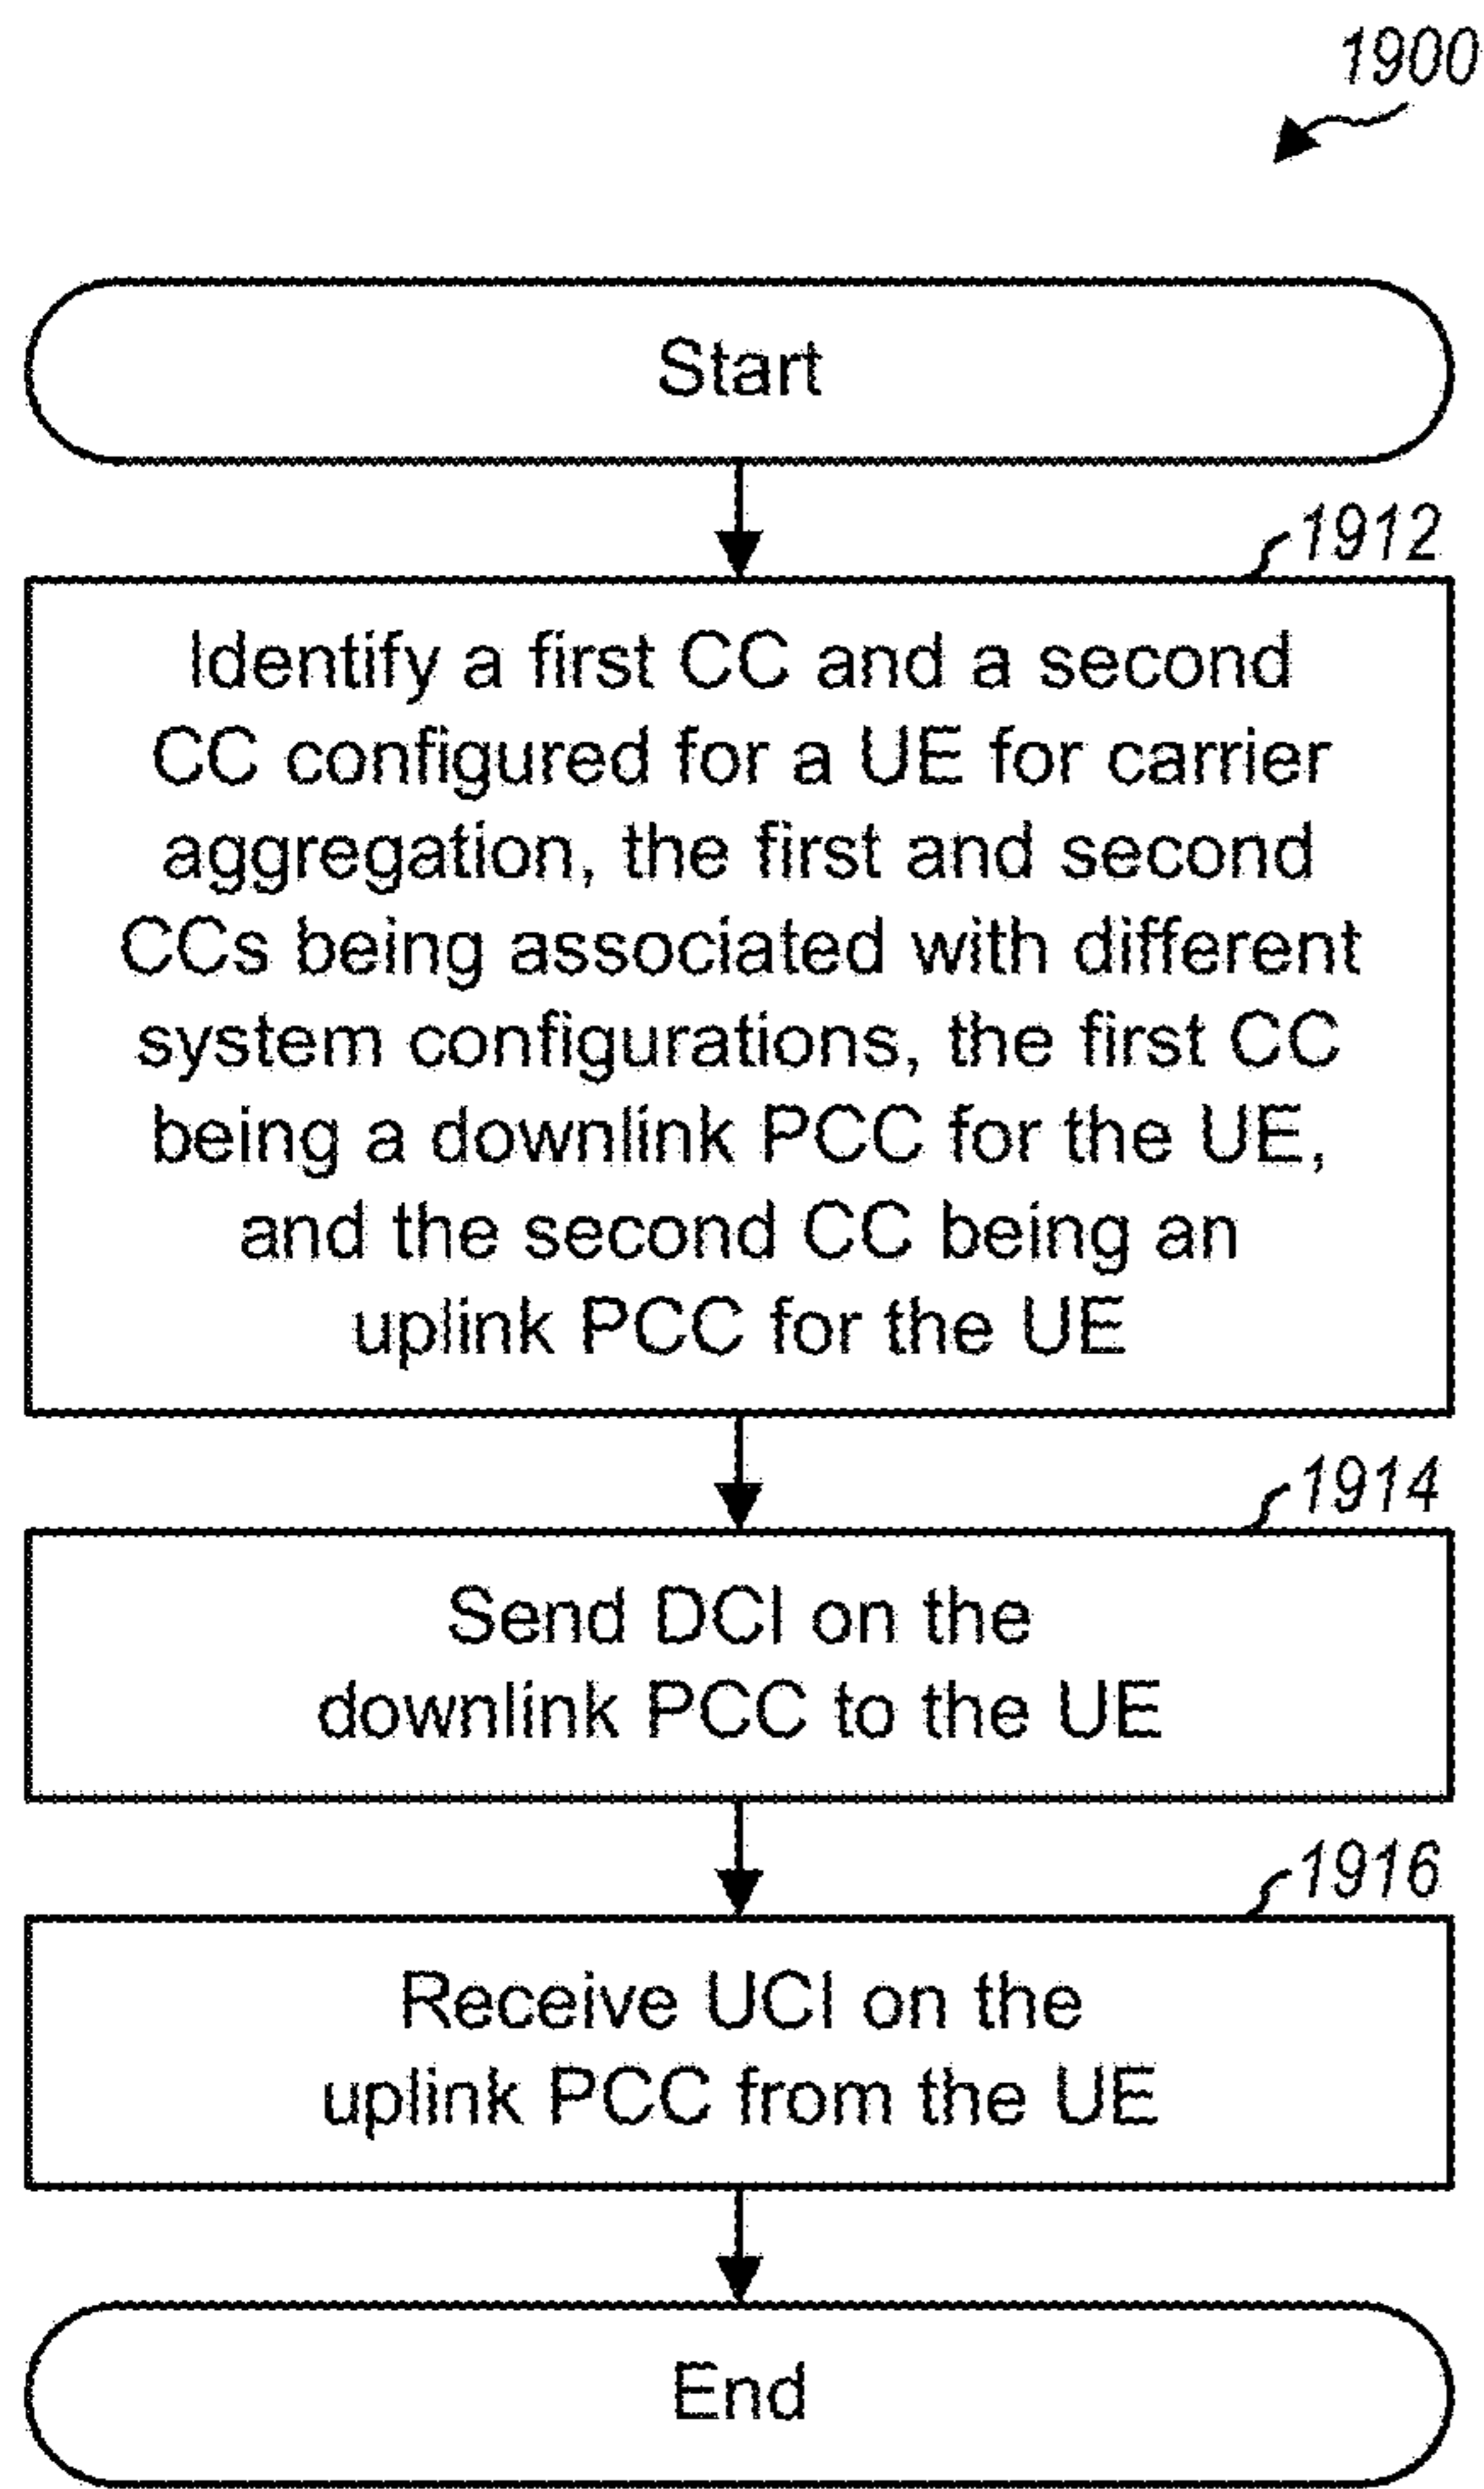 1900
Start
1912
Identify a first CC and a second
CC configured for a UE for carrier
aggregation, the first and second
CCs being associated with different
system configurations, the first CC
being a downlink PCC for the UE,
and the second CC being an
uplink PCC for the UE
1914
Send DCI on the
downlink PCC to the UE
1916
Receive UCI on the
uplink PCC from the UE
End